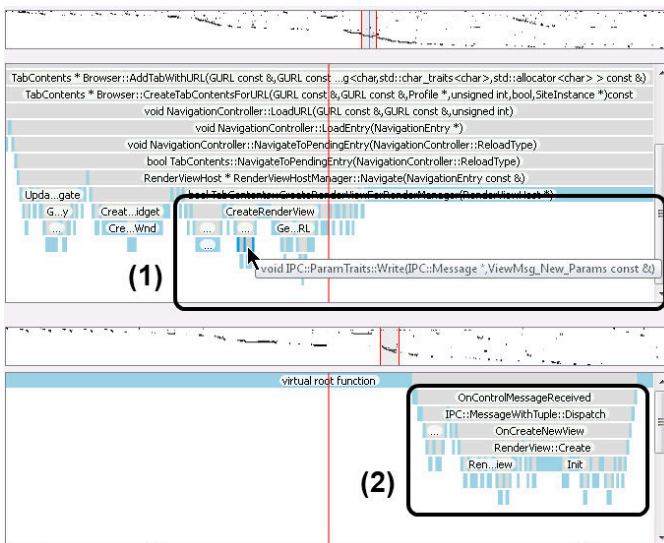 TabContents * Browser::AddTabWithURL(GURL const &,GURL const ...g<char,std::char_traits<char>,std::allocator<char> > const &)
TabContents * Browser::CreateTabContentsForURL(GURL const &,GURL const &,Profile *,unsigned int,bool,SiteInstance *)const
void NavigationController::LoadURL(GURL const &,GURL const &,unsigned int)
void NavigationController::LoadEntry(NavigationEntry *)
void NavigationController::NavigateToPendingEntry(NavigationController::ReloadType)
bool TabContents::NavigateToPendingEntry(NavigationController::ReloadType)
RenderViewHost * RenderViewHostManager::Navigate(NavigationEntry const &)
Upda...gate bool TabContents::CreateRenderViewForRenderManager(RenderViewHost *)
G...y Creat...idget CreateRenderView
... Cre...Wnd ... ... Ge...RL
...
(1) void IPC::ParamTraits::Write(IPC::Message *,ViewMsg_New_Params const &)
virtual root function
OnControlMessageReceived
IPC::MessageWithTuple::Dispatch
... OnCreateNewView
RenderView::Create
Ren...iew Init
(2)